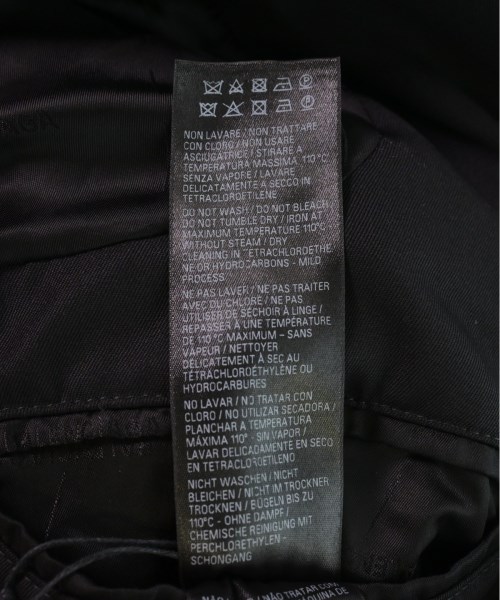 NON LAVARE / NON TRATTARE
CON CLORO / NON USARE
ASCIUGATRICE / STIRARE A
TEMPERATURA MASSIMA 110°C
SENZA VAPORE / LAVARE
DELICATAMENTE A SECCO IN
TETRACLOROETILENE
DO NOT WASH / DO NOT BLEACH
DO NOT TUMBLE DRY / IRON AT
MAXIMUM TEMPERATURE 110°C
WITHOUT STEAM / DRY
CLEANING IN TETRACHLOROETHE
NE OR HYDROCARBONS - MILD
PROCESS
NE PAS LAVER / NE PAS TRAITER
AVEC DU CHLORE / NE PAS
UTILISER DE SÉCHOIR À LINGE /
REPASSER À UNE TEMPÉRATURE
DE 110 °C MAXIMUM – SANS
VAPEUR / NETTOYER
DÉLICATEMENT À SEC AU
TÉTRACHLOROÉTHYLÈNE OU
HYDROCARBURES
NO LAVAR / NO TRATAR CON
CLORO / NO UTILIZAR SECADORA /
PLANCHAR A TEMPERATURA
MÁXIMA 110° - SIN VAPOR /
LAVAR DELICADAMENTE EN SECO
EN TETRACLOROETILENO
NICHT WASCHEN / NICHT
BLEICHEN / NICHT IM TROCKNER
TROCKNEN / BÜGELN BIS ZU
110°C - OHNE DAMPF /
CHEMISCHE REINIGUNG MIT
PERCHLORETHYLEN -
SCHONGANG
NÃO TRATAR COM